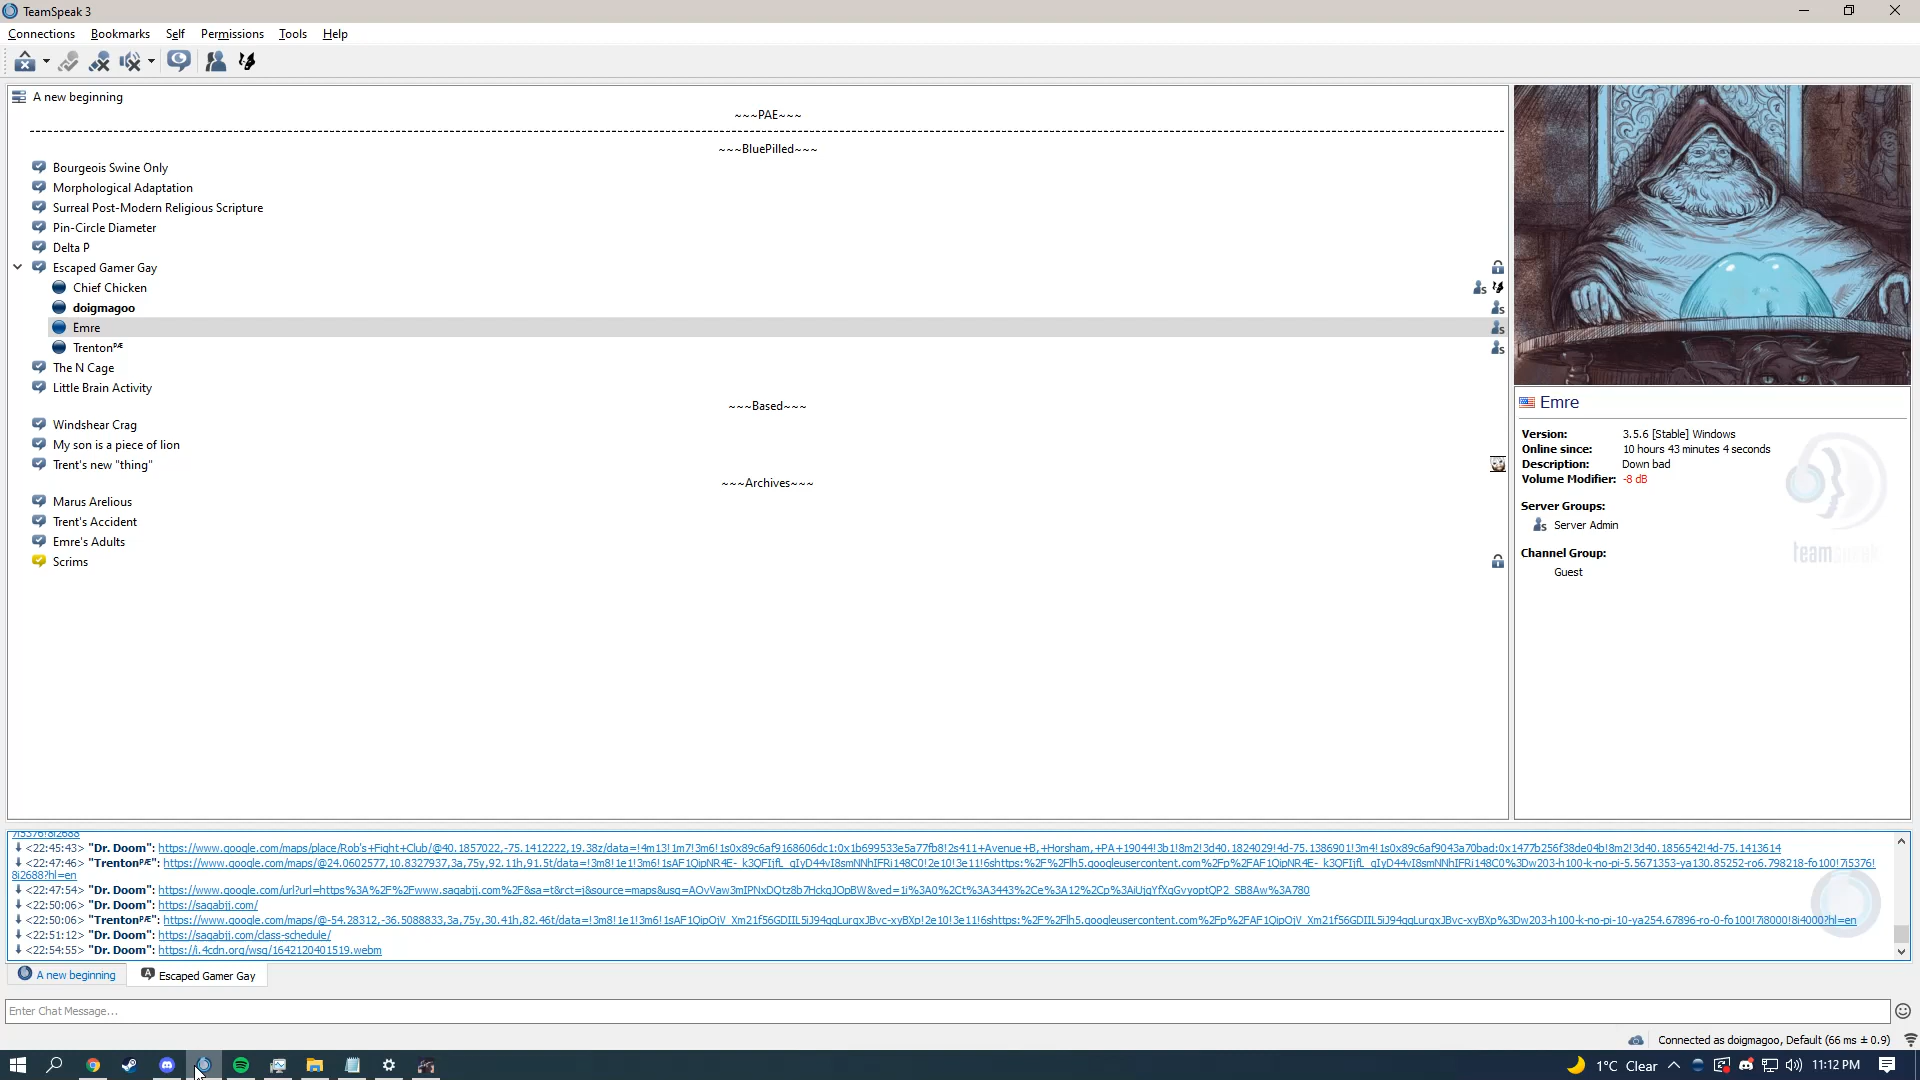 TeamSpeak 3
Connections Bookmarks Self Permissions Tools Help
A new beginning
~~~PAE~~~
~~~BluePilled~~~
Bourgeois Swine Only
Morphological Adaptation
Surreal Post-Modern Religious Scripture
Pin-Circle Diameter
Delta P
Escaped Gamer Gay
Chief Chicken
doigmagoo
Emre
Trentonᴾᴬᴱ
The N Cage
Little Brain Activity
~~~Based~~~
Windshear Crag
My son is a piece of lion
Trent's new "thing"
~~~Archives~~~
Marus Arelious
Trent's Accident
Emre's Adults
Scrims
Emre
Version: 3.5.6 [Stable] Windows
Online since: 10 hours 43 minutes 4 seconds
Description: Down bad
Volume Modifier: -8 dB
Server Groups:
Server Admin
Channel Group:
Guest
teamspeak
<22:45:43> "Dr. Doom":
<22:47:46> "Trentonᴾᴬᴱ":
8i2688?hl=en
<22:47:54> "Dr. Doom":
<22:50:06> "Dr. Doom": https://sagabjj.com/
<22:50:06> "Trentonᴾᴬᴱ":
<22:51:12> "Dr. Doom": https://sagabjj.com/class-schedule/
<22:54:55> "Dr. Doom": https://i.4cdn.org/wsg/1642120401519.webm
A new beginning Escaped Gamer Gay
Enter Chat Message...
Connected as doigmagoo, Default (66 ms ± 0.9)
1°C Clear 11:12 PM